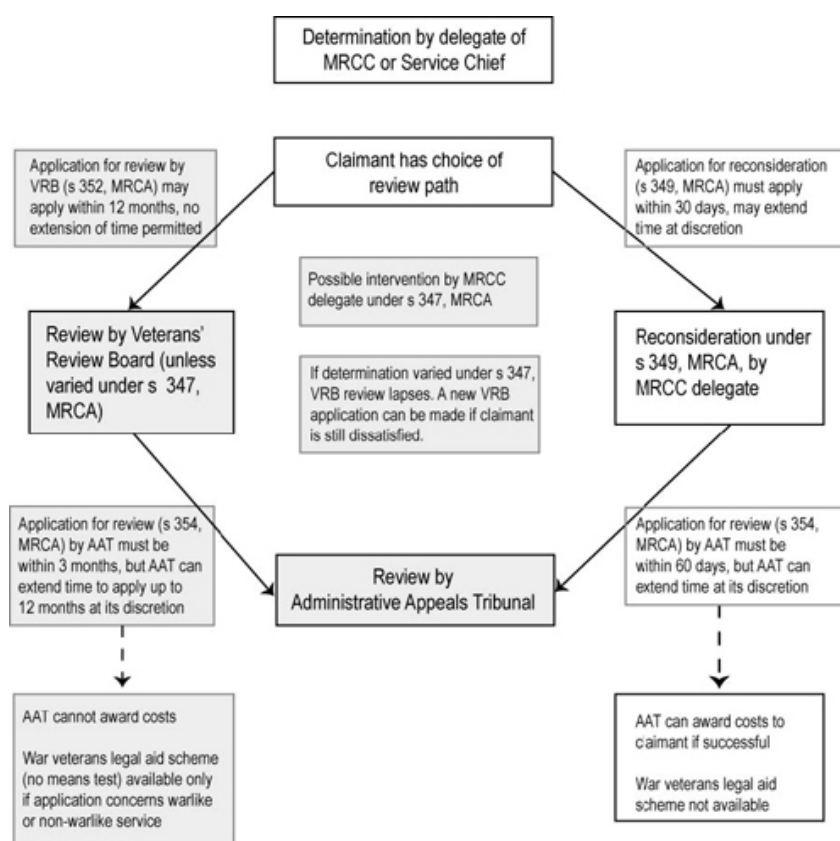 Determination by delegate of
MRCC or Service Chief
Application for review by
VRB (s 352, MRCA) may
apply within 12 months, no
extension of time permitted
Claimant has choice of
review path
Application for reconsideration
(s 349, MRCA) must apply
within 30 days, may extend
time at discretion
Possible intervention by MRCC
delegate under s 347, MRCA
Review by Veterans'
Review Board (unless
varied under s 347,
MRCA)
If determination varied under s 347,
VRB review lapses. A new VRB
application can be made if claimant
is still dissatisfied.
Reconsideration under
s 349, MRCA, by
MRCC delegate
Application for review (s 354,
MRCA) by AAT must be
within 3 months, but AAT can
extend time to apply up to
12 months at its discretion
Review by
Administrative Appeals Tribunal
Application for review (s 354,
MRCA) by AAT must be
within 60 days, but AAT can
extend time at its discretion
AAT cannot award costs
War veterans legal aid scheme
(no means test) available only
if application concerns warlike
or non-warlike service
AAT can award costs to
claimant if successful
War veterans legal aid
scheme not available